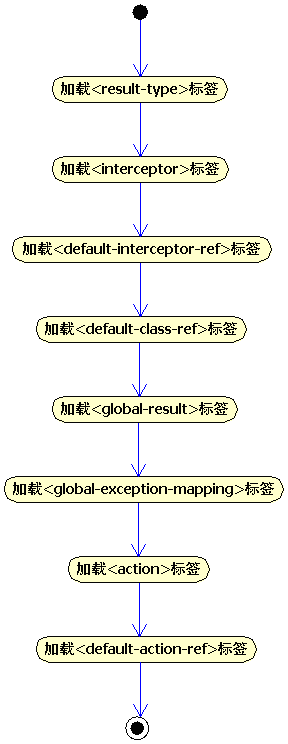 加载<result-type>标签
加载<interceptor>标签
加载<default-interceptor-ref>标签
加载<default-class-ref>标签
加载<global-result>标签
加载<global-exception-mapping>标签
加载<action>标签
加载<default-action-ref>标签